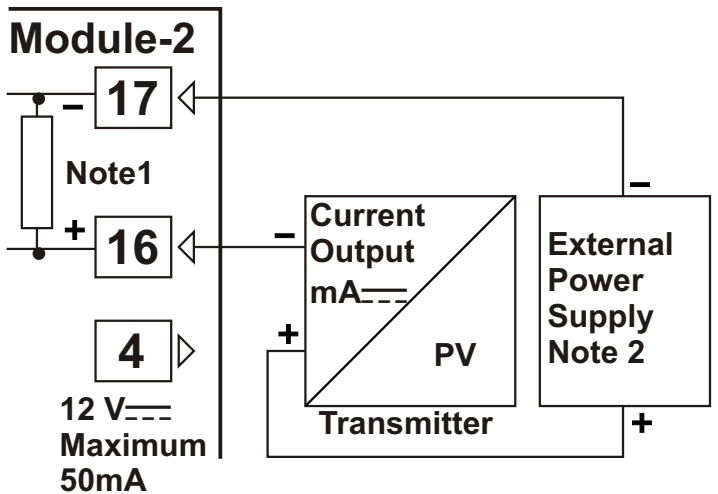 Module-2
17
−
Note1
+
16
4
12 V
Maximum
50mA
−
Current
Output
mA
PV
+
Transmitter
−
External
Power
Supply
Note 2
+